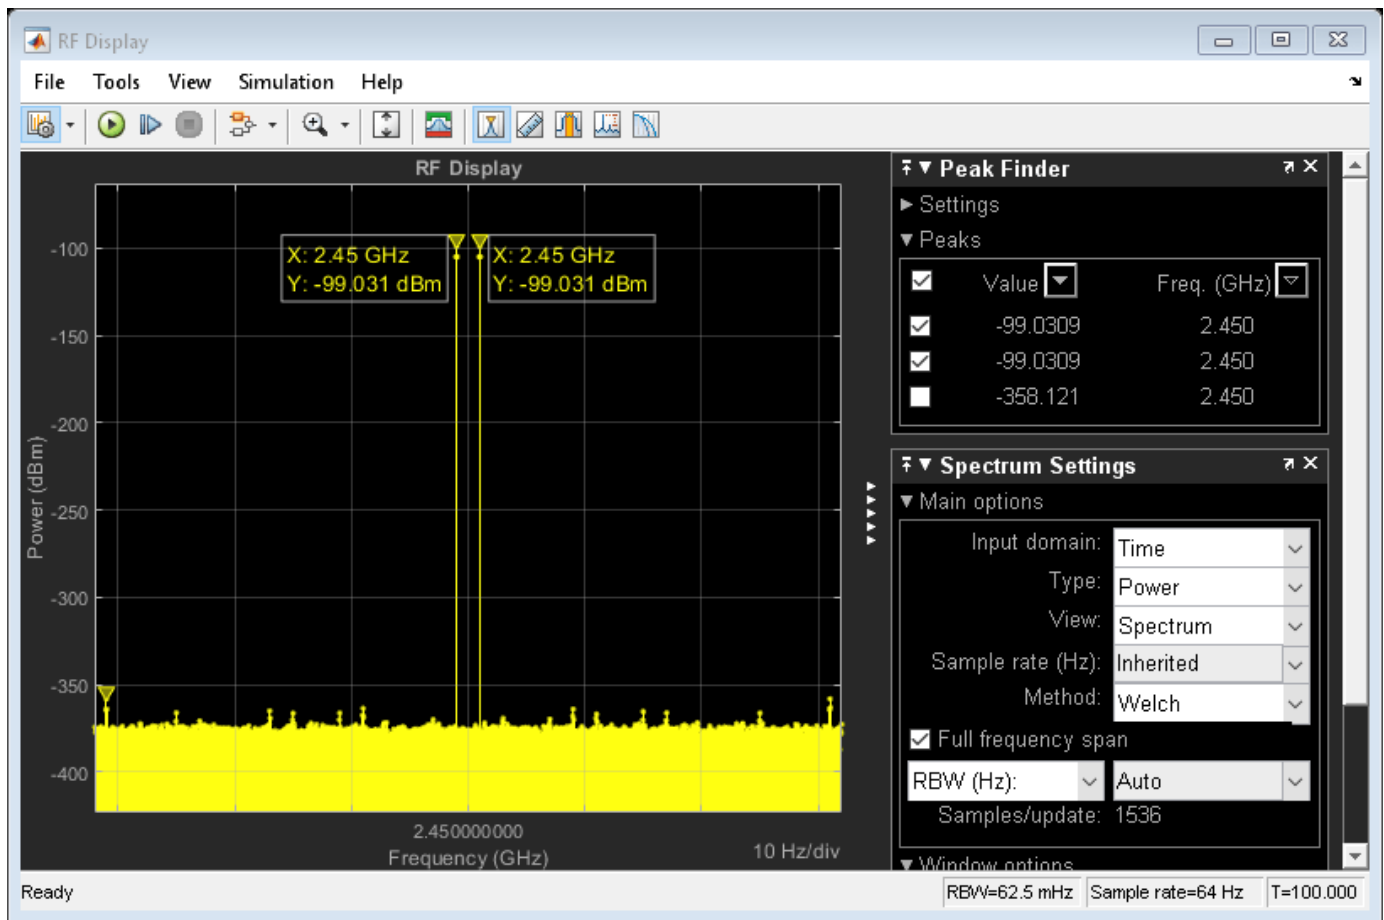 RF Display
File Tools View Simulation Help
RF Display
-100
-150
-200
-250
-300
-350
-400
Power (dBm)
X: 2.45 GHz
Y: -99.031 dBm
X: 2.45 GHz
Y: -99.031 dBm
2.450000000
Frequency (GHz)
10 Hz/div
Peak Finder
Settings
Peaks
Value Freq. (GHz)
-99.0309 2.450
-99.0309 2.450
-358.121 2.450
Spectrum Settings
Main options
Input domain: Time
Type: Power
View: Spectrum
Sample rate (Hz): Inherited
Method: Welch
Full frequency span
RBW (Hz): Auto
Samples/update: 1536
Window options
Ready
RBW=62.5 mHz Sample rate=64 Hz T=100.000